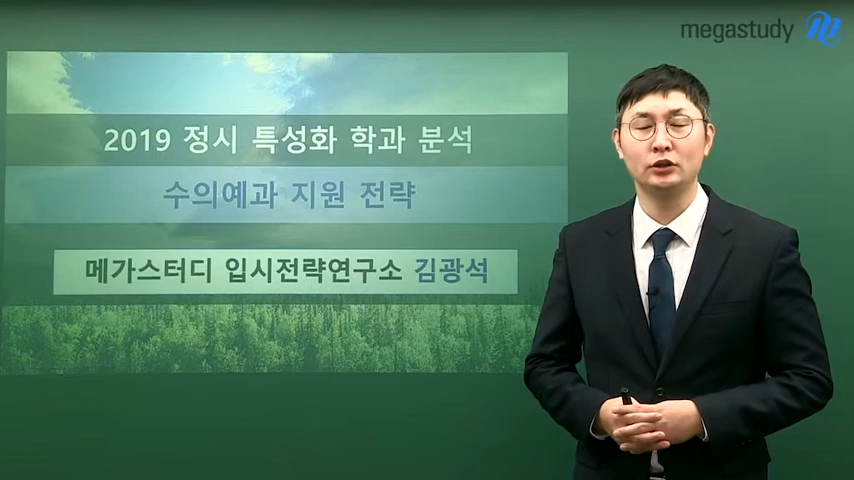 megastudy
2019 정시 특성화 학과 분석
수의예과 지원 전략
메가스터디 입시전략연구소 김광석